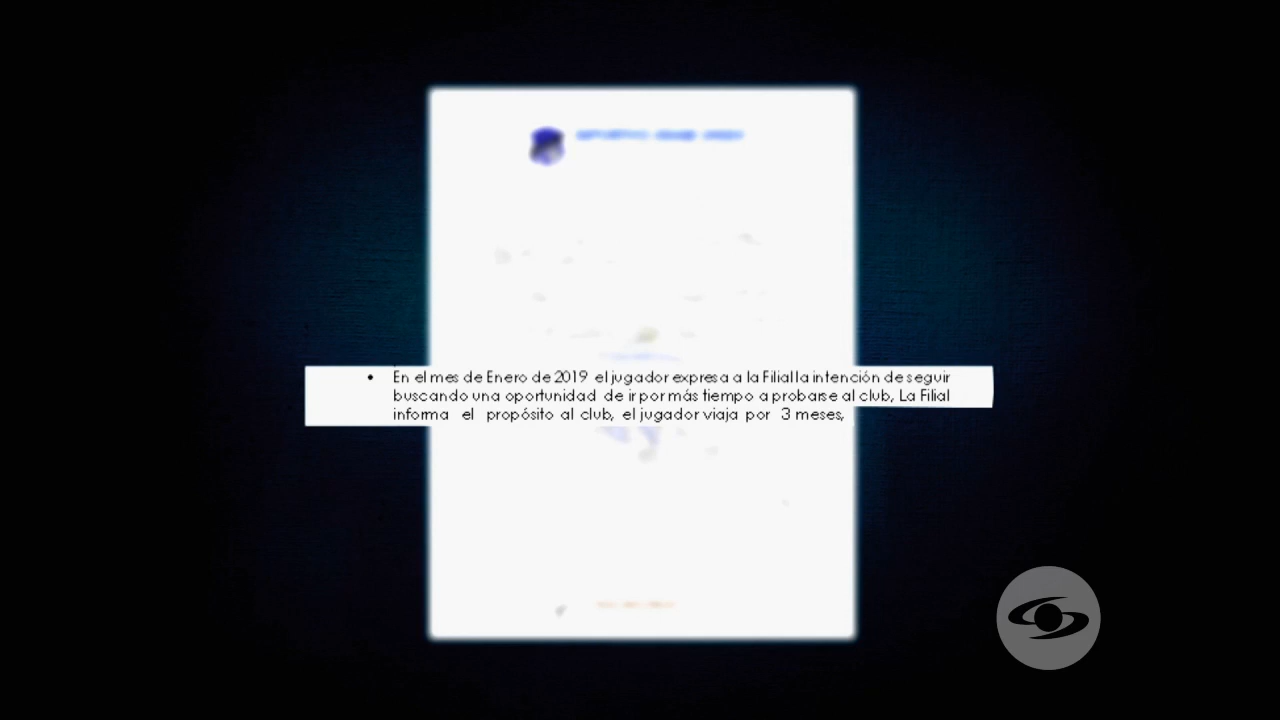 • En el mes de Enero de 2019 el jugador expresa a la Filial la intención de seguir
buscando una oportunidad de ir por más tiempo a probarse al club, La Filial
informa el propósito al club, el jugador viaja por 3 meses,